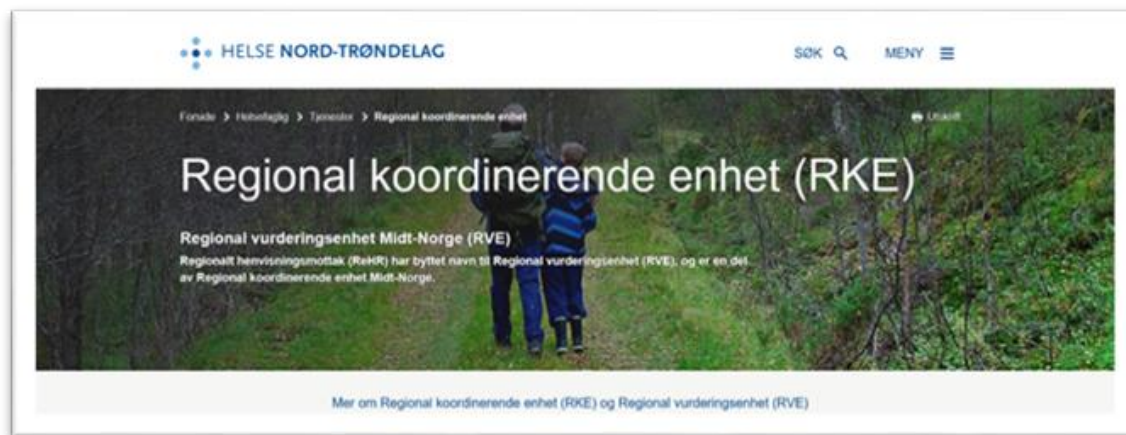 HELSE NORD-TRØNDELAG
SØK
MENY
Forside > Helsefaglig > Tjenester > Regional koordinerende enhet
Utskrift
Regional koordinerende enhet (RKE)
Regional vurderingsenhet Midt-Norge (RVE)
Regionalt henvisningsmottak (ReHR) har byttet navn til Regional vurderingsenhet (RVE), og er en del
av Regional koordinerende enhet Midt-Norge.
Mer om Regional koordinerende enhet (RKE) og Regional vurderingsenhet (RVE)